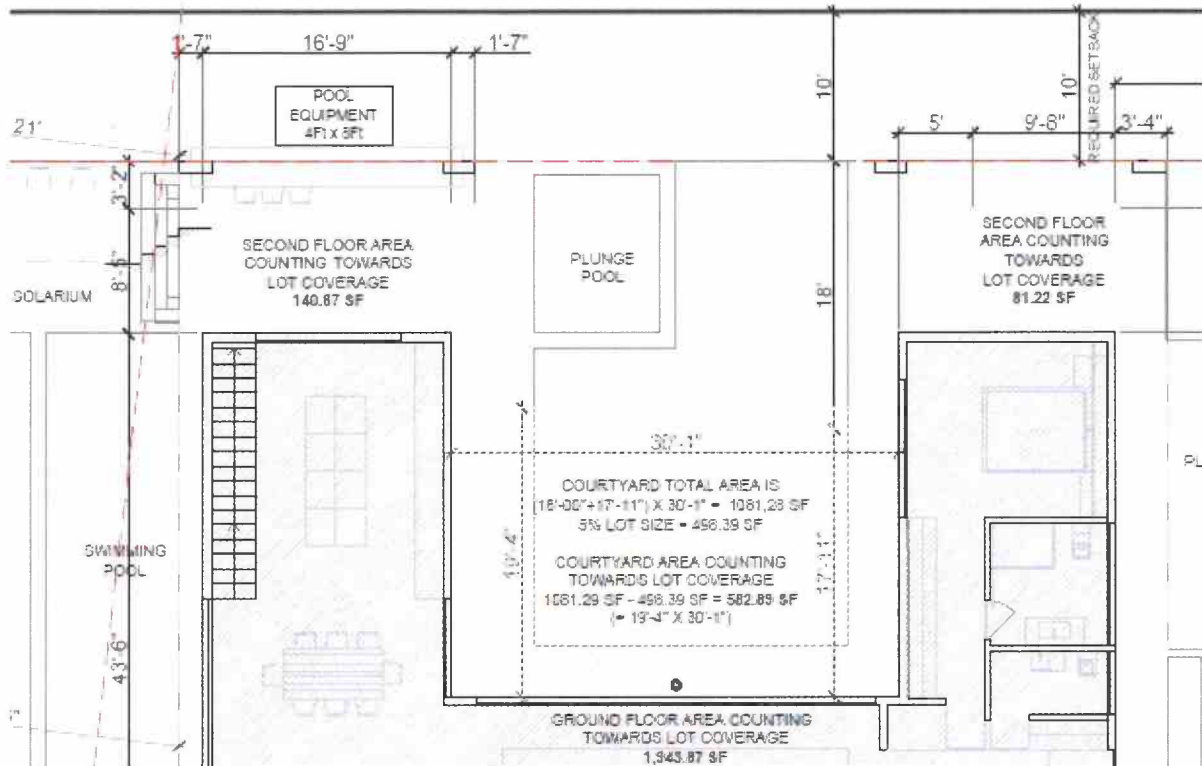 1'-7"
16'-9"
1'-7"
10'
10'
REQUIRED SETBACK
POOL
EQUIPMENT
4Ft x 8Ft
21'
5'
9'-8"
3'-4"
3'-2"
SECOND FLOOR AREA
COUNTING TOWARDS
LOT COVERAGE
140.67 SF
PLUNGE
POOL
SECOND FLOOR
AREA COUNTING
TOWARDS
LOT COVERAGE
81.22 SF
SOLARIUM
18'
30'-1"
COURTYARD TOTAL AREA IS
(18'-00"+17'-11") X 30'-1" = 1081,28 SF
5% LOT SIZE = 498.39 SF
COURTYARD AREA COUNTING
TOWARDS LOT COVERAGE
1081.29 SF - 498.39 SF = 582.89 SF
(= 19'-4" X 30'-1")
19'-4"
17'-11"
SWIMMING
POOL
43'-6"
GROUND FLOOR AREA COUNTING
TOWARDS LOT COVERAGE
1,343.87 SF